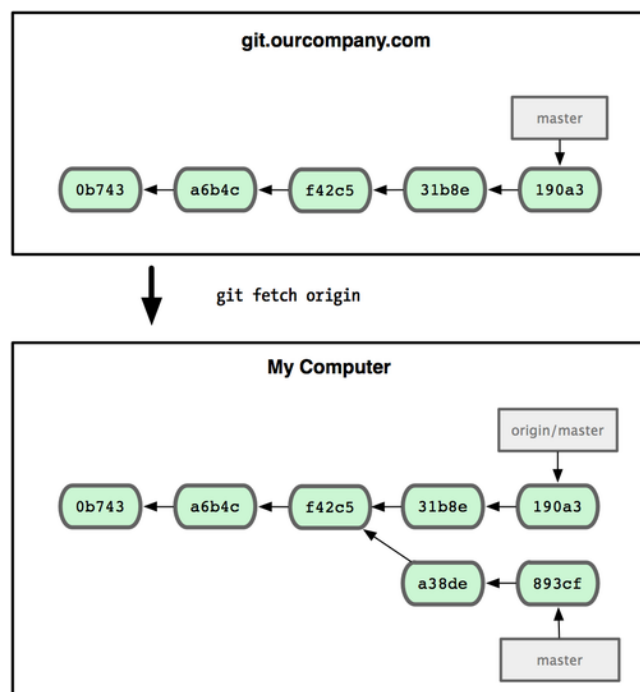 git.ourcompany.com
master
0b743 a6b4c f42c5 31b8e 190a3
git fetch origin
My Computer
origin/master
0b743 a6b4c f42c5 31b8e 190a3
a38de 893cf
master